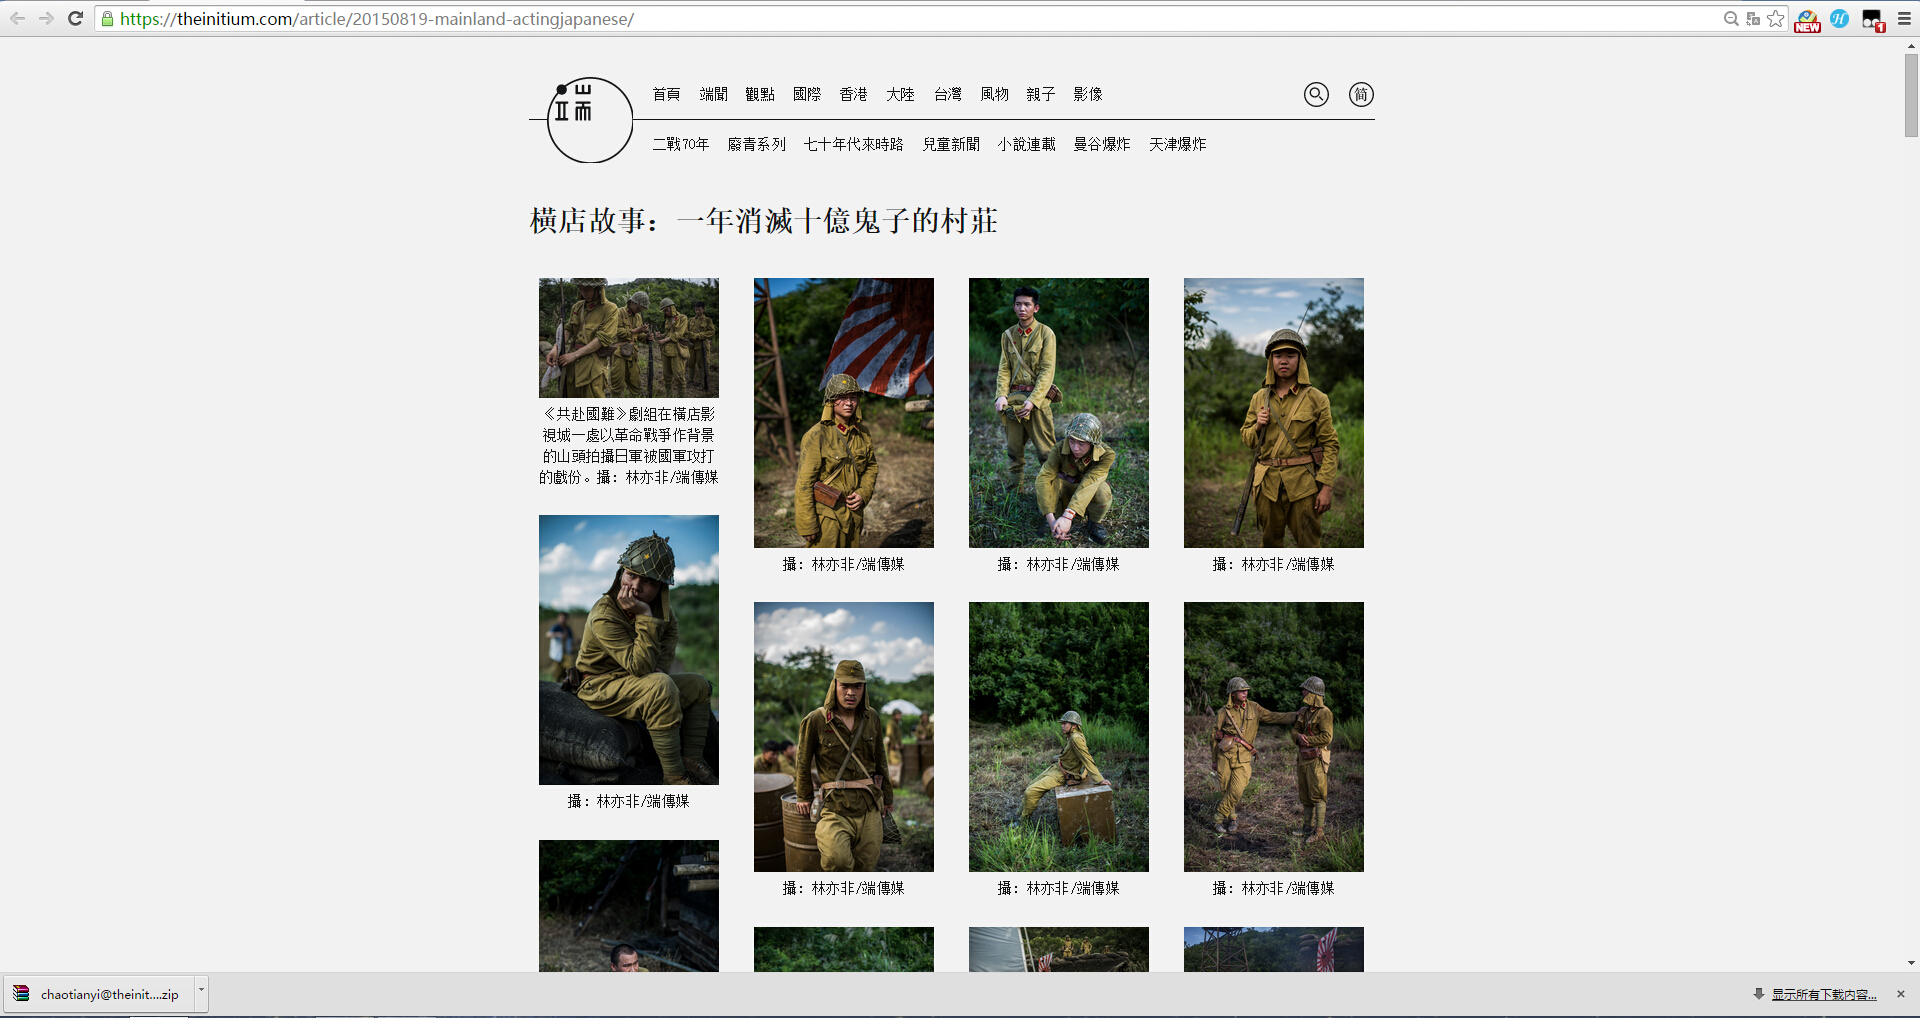 https://theinitium.com/article/20150819-mainland-actingjapanese/
NEW
H
1
端
首頁 端聞 觀點 國際 香港 大陸 台灣 風物 親子 影像
简
二戰70年 廢青系列 七十年代來時路 兒童新聞 小說連載 曼谷爆炸 天津爆炸
橫店故事：一年消滅十億鬼子的村莊
《共赴國難》劇組在橫店影
視城一處以革命戰爭作背景
的山頭拍攝日軍被國軍攻打
的戲份。攝：林亦非/端傳媒
攝：林亦非/端傳媒
攝：林亦非/端傳媒
攝：林亦非/端傳媒
攝：林亦非/端傳媒
攝：林亦非/端傳媒
攝：林亦非/端傳媒
攝：林亦非/端傳媒
chaotianyi@theinit....zip
显示所有下载内容...